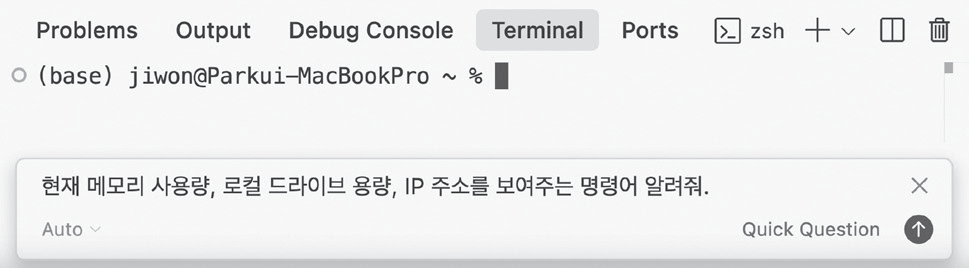 Problems Output Debug Console Terminal Ports zsh
(base) jiwon@Parkui-MacBookPro ~ %
현재 메모리 사용량, 로컬 드라이브 용량, IP 주소를 보여주는 명령어 알려줘.
Auto Quick Question